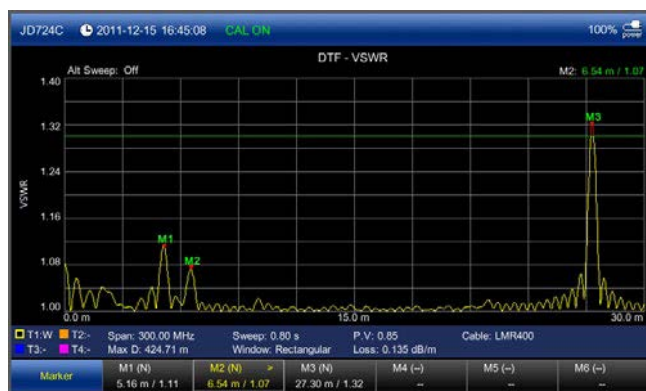 JD724C 2011-12-15 16:45:08 CAL ON 100% power
DTF - VSWR
Alt Sweep: Off M2: 6.54 m / 1.07
1.40
1.32
1.24
1.16
1.08
1.00
VSWR
M1
M2
M3
0.0 m 15.0 m 30.0 m
T1:W T2:- Span: 300.00 MHz Sweep: 0.80 s P.V: 0.85 Cable: LMR400
T3:- T4:- Max D: 424.71 m Window: Rectangular Loss: 0.135 dB/m
Marker M1 (N) M2 (N) > M3 (N) M4 (--) M5 (--) M6 (--)
5.16 m / 1.11 6.54 m / 1.07 27.30 m / 1.32 -- -- --